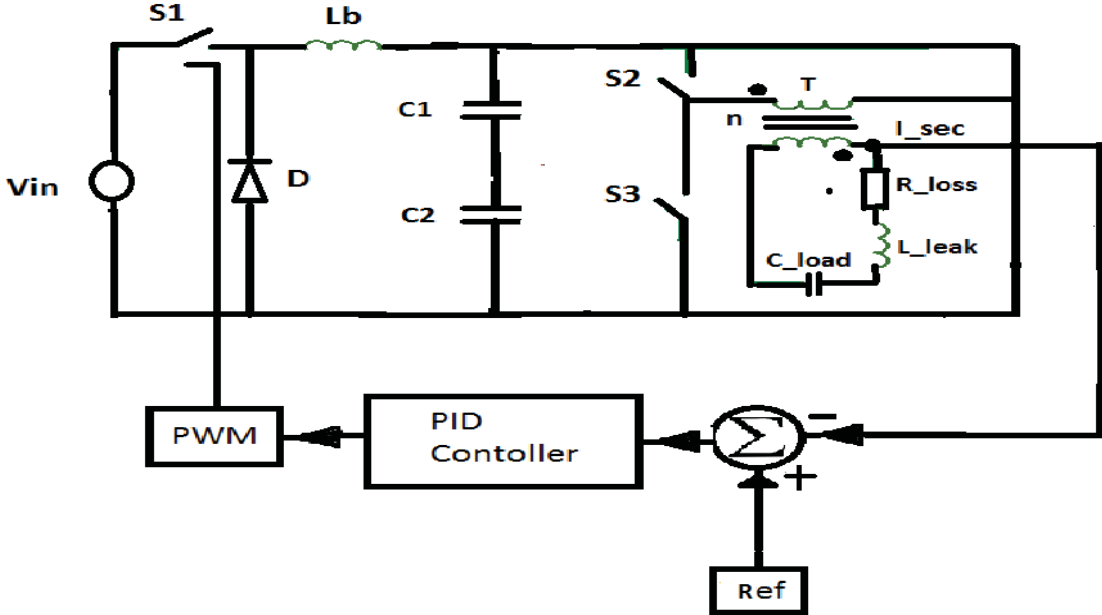 S1
Lb
S2
T
C1
n
I_sec
Vin
D
S3
R_loss
C2
L_leak
C_load
PWM
PID
Contoller
Σ
−
+
Ref